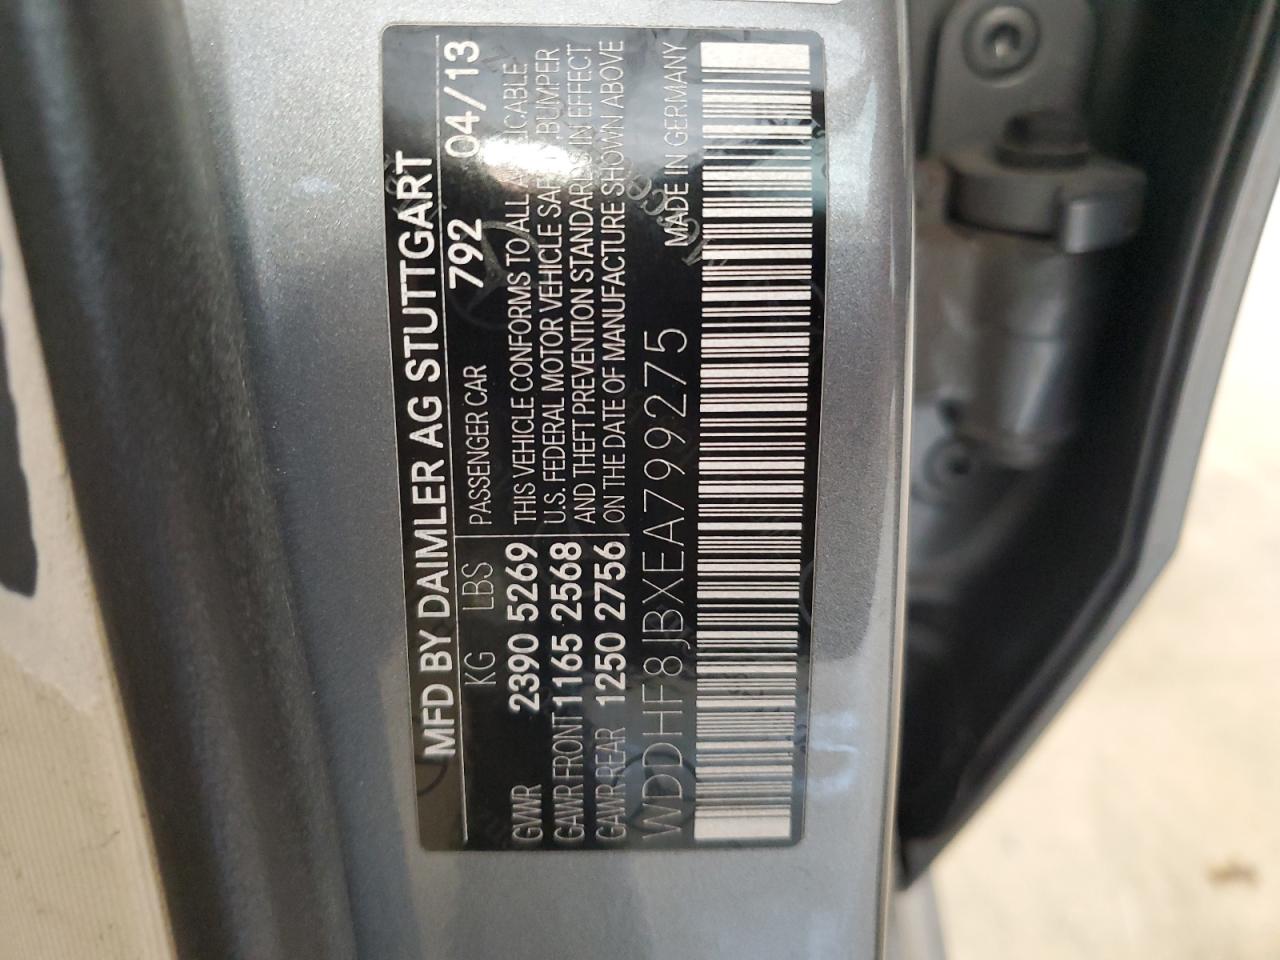 MFD BY DAIMLER AG STUTTGART
KG LBS PASSENGER CAR 792 04/13
GVWR 2390 5269 THIS VEHICLE CONFORMS TO ALL APPLICABLE
GAWR FRONT 1165 2568 U.S. FEDERAL MOTOR VEHICLE SAFETY, BUMPER
GAWR REAR 1250 2756 AND THEFT PREVENTION STANDARDS IN EFFECT
ON THE DATE OF MANUFACTURE SHOWN ABOVE
WDDHF8JBXEA799275 MADE IN GERMANY